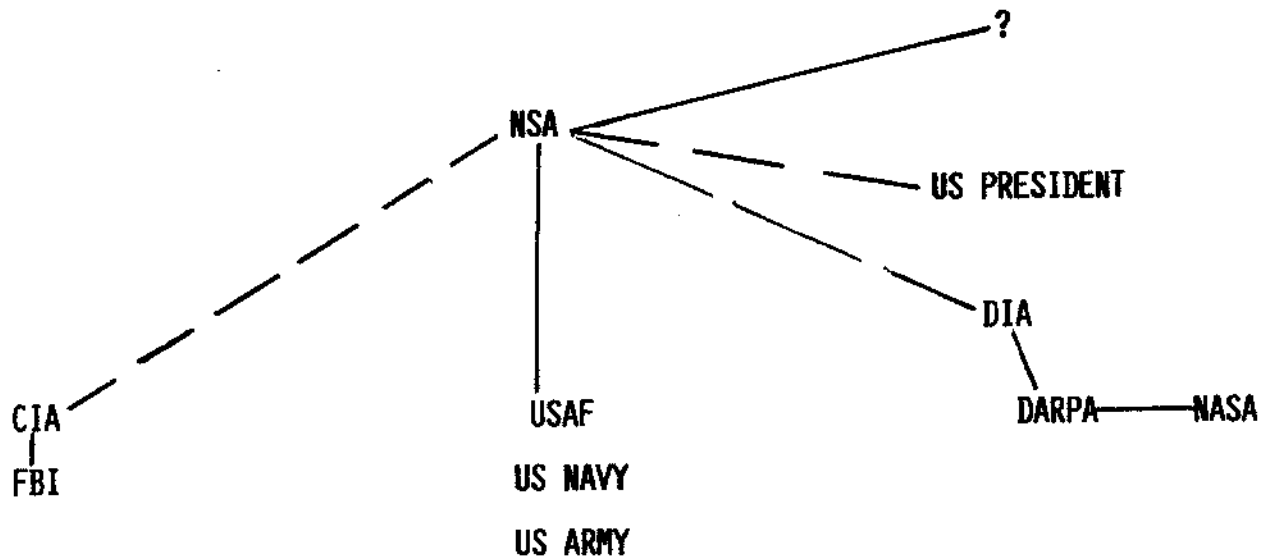 ?
NSA
US PRESIDENT
DIA
CIA
USAF
DARPA
NASA
FBI
US NAVY
US ARMY